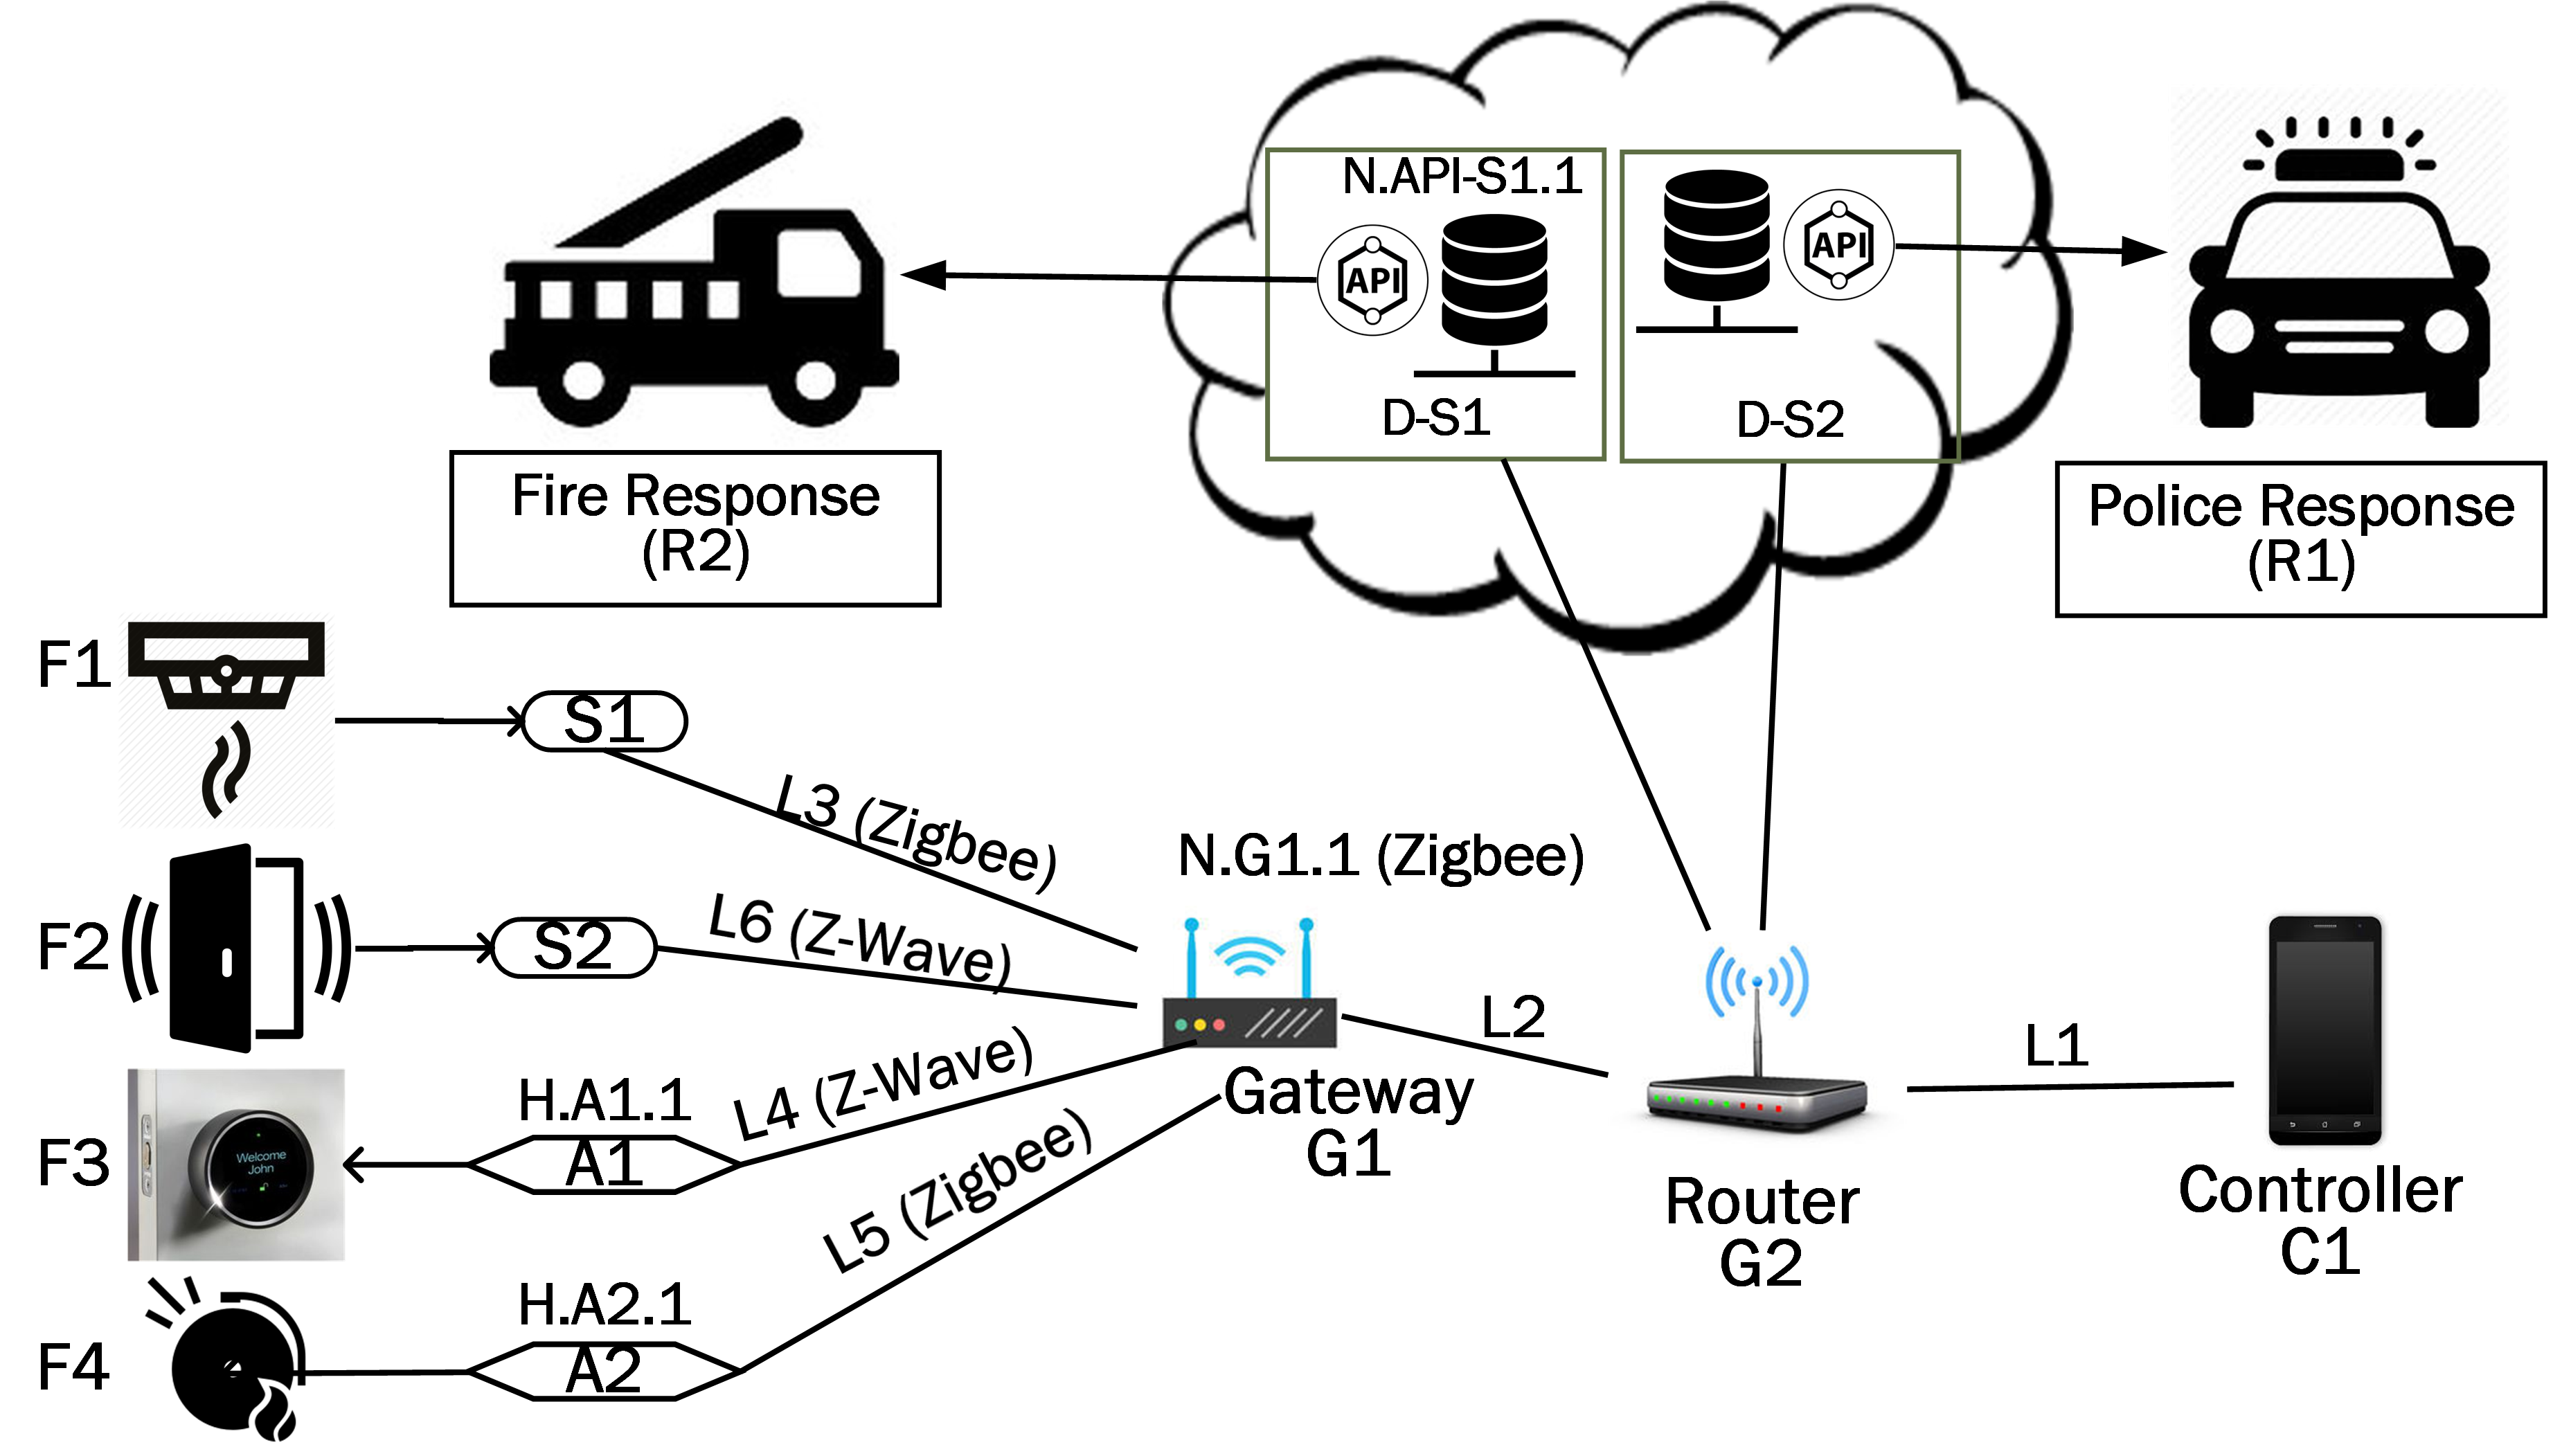 N.API-S1.1
API
API
D-S1
D-S2
Fire Response
(R2)
Police Response
(R1)
F1
S1
L3 (Zigbee)
N.G1.1 (Zigbee)
F2
S2
L6 (Z-Wave)
L2
L1
F3
Welcome
John
H.A1.1
A1
L4 (Z-Wave)
Gateway
G1
L5 (Zigbee)
Router
G2
Controller
C1
F4
H.A2.1
A2